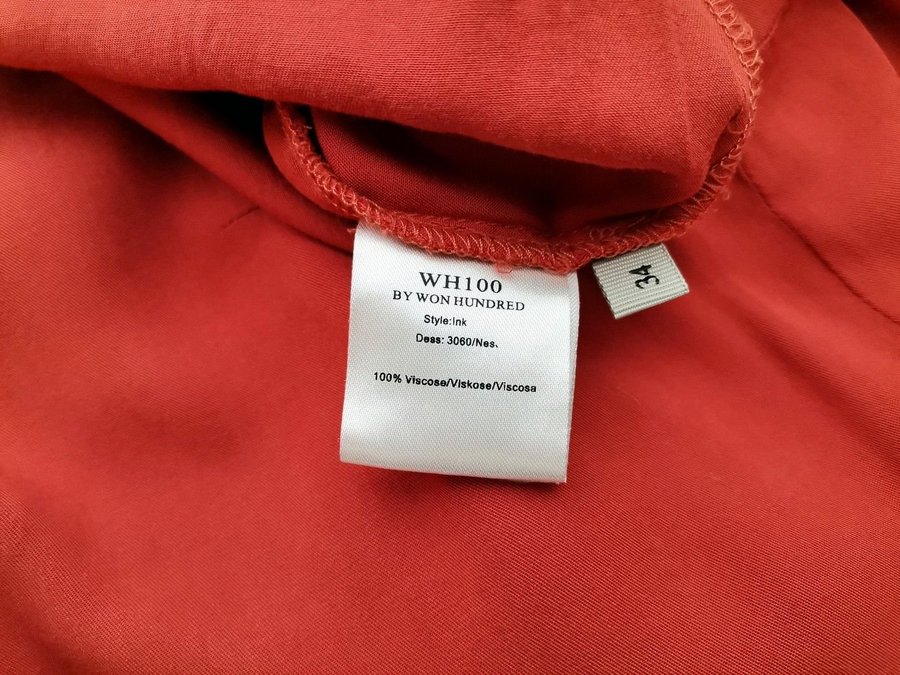 WH100
BY WON HUNDRED
Style:Ink
Dess: 3060/Nes
100% Viscose/Viskose/Viscosa
34